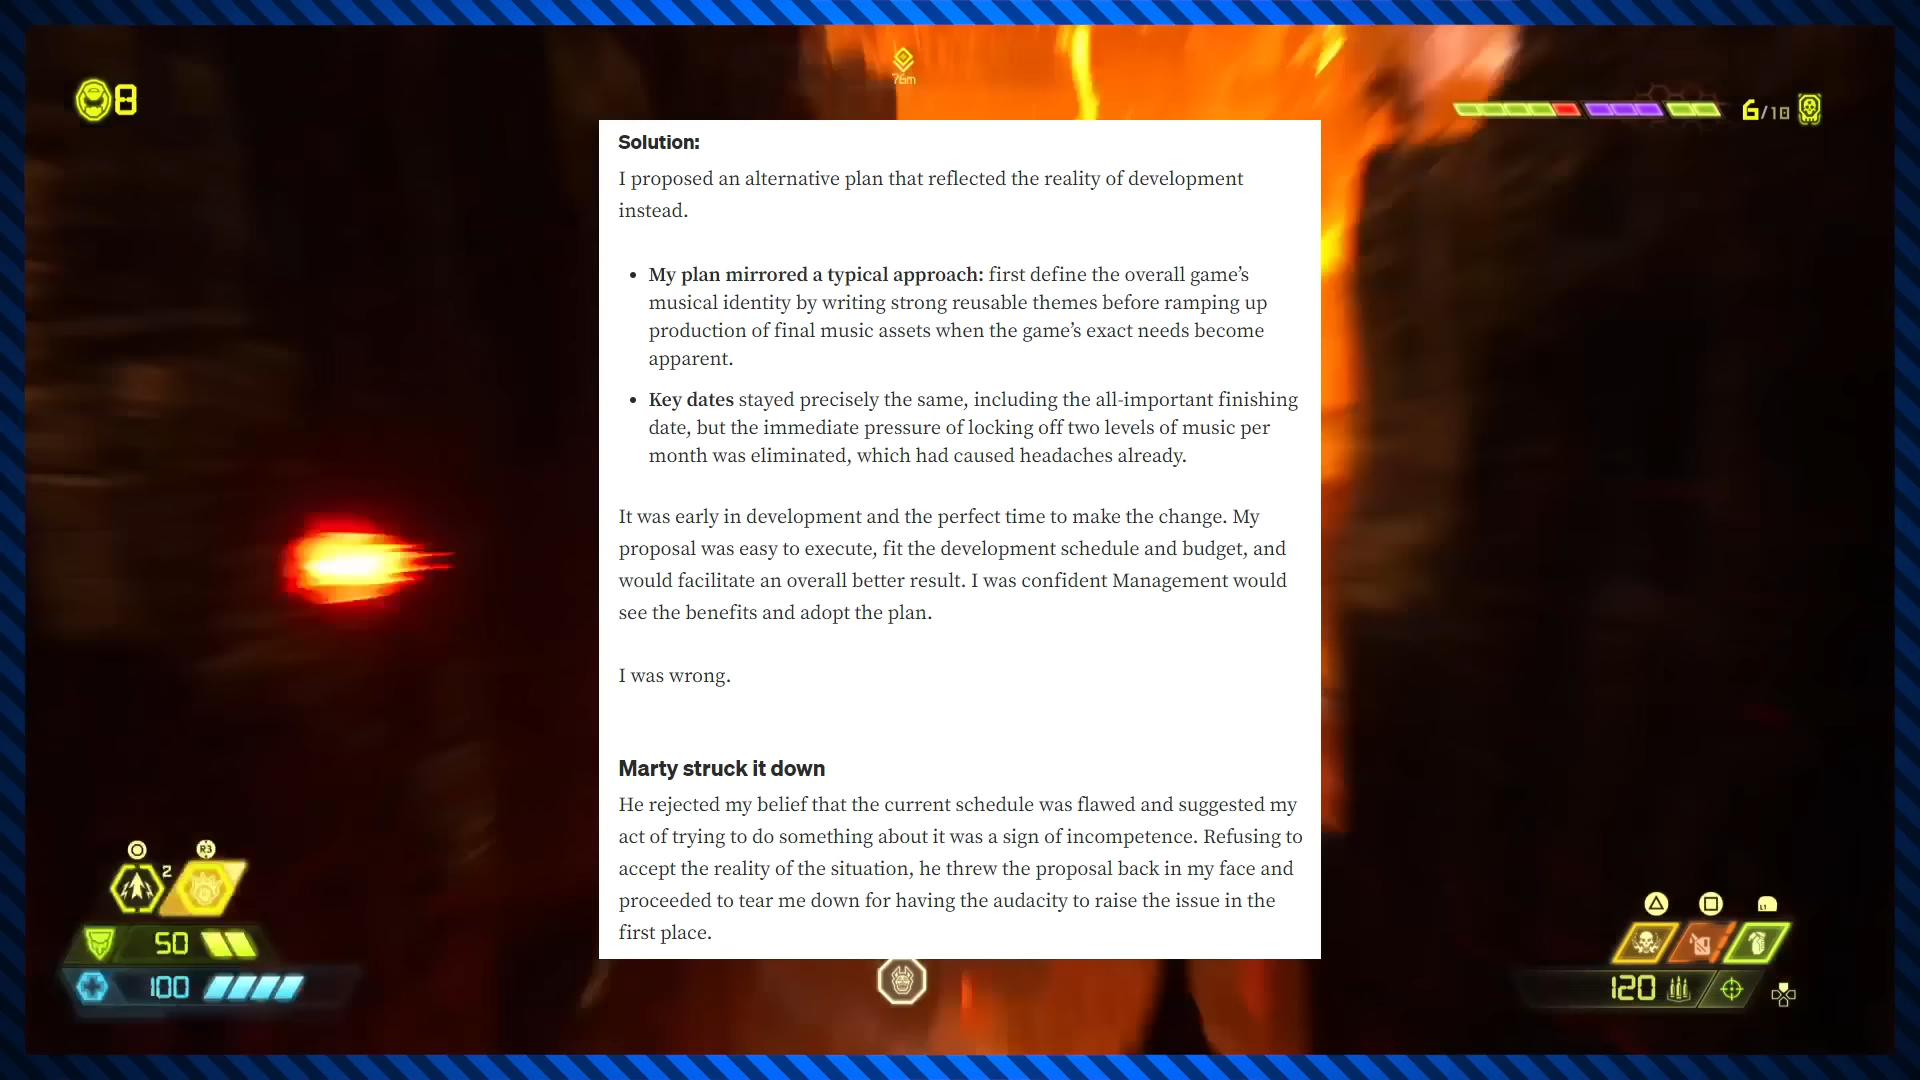 8
76m
6/10
Solution:
I proposed an alternative plan that reflected the reality of development
instead.
• My plan mirrored a typical approach: first define the overall game’s
musical identity by writing strong reusable themes before ramping up
production of final music assets when the game’s exact needs become
apparent.
• Key dates stayed precisely the same, including the all-important finishing
date, but the immediate pressure of locking off two levels of music per
month was eliminated, which had caused headaches already.
It was early in development and the perfect time to make the change. My
proposal was easy to execute, fit the development schedule and budget, and
would facilitate an overall better result. I was confident Management would
see the benefits and adopt the plan.
I was wrong.
Marty struck it down
He rejected my belief that the current schedule was flawed and suggested my
act of trying to do something about it was a sign of incompetence. Refusing to
accept the reality of the situation, he threw the proposal back in my face and
proceeded to tear me down for having the audacity to raise the issue in the
first place.
R3
2
50
100
L1
120